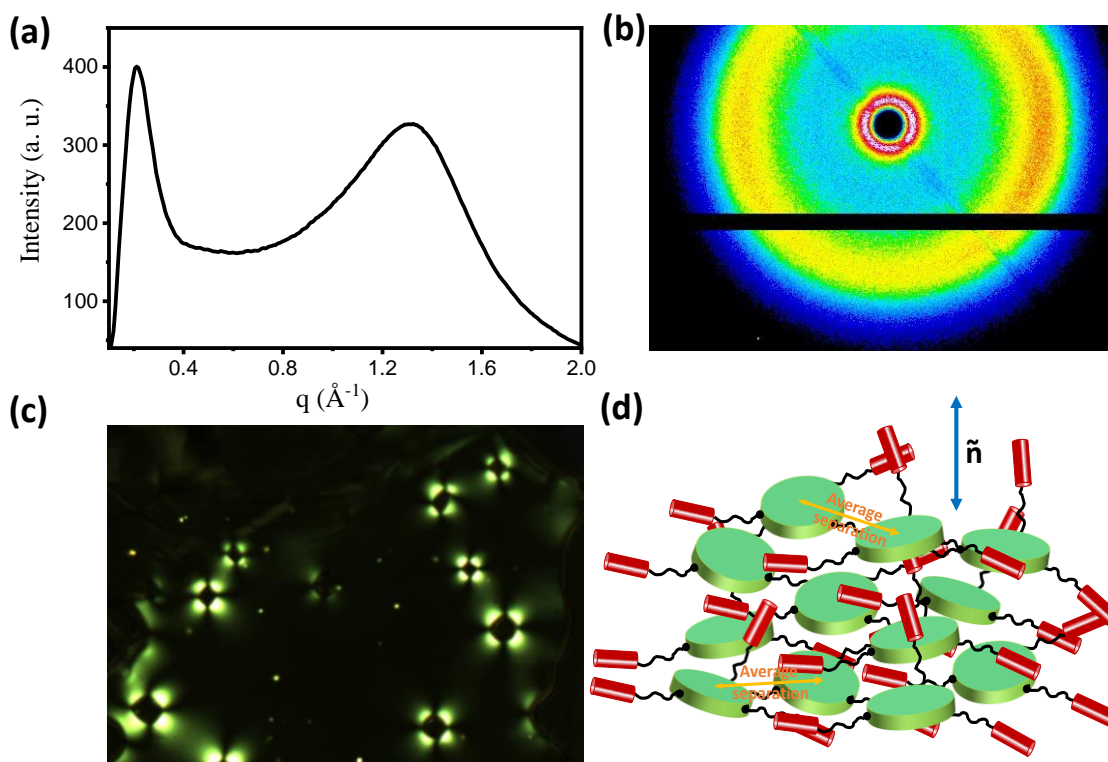 (a)
400
300
200
100
Intensity (a. u.)
0.4
0.8
1.2
1.6
2.0
q (Å⁻¹)
(b)
(c)
(d)
ñ
Average
separation
Average
separation